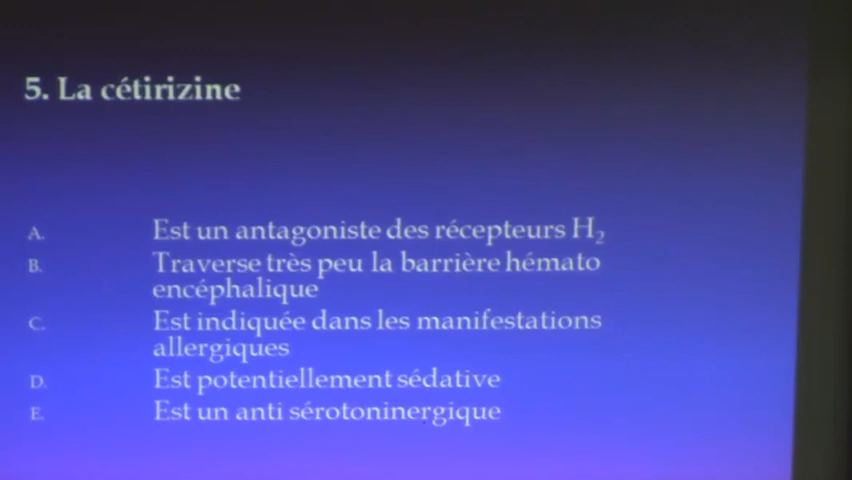 5. La cétirizine
A. Est un antagoniste des récepteurs H₂
B. Traverse très peu la barrière hémato
encéphalique
C. Est indiquée dans les manifestations
allergiques
D. Est potentiellement sédative
E. Est un anti sérotoninergique